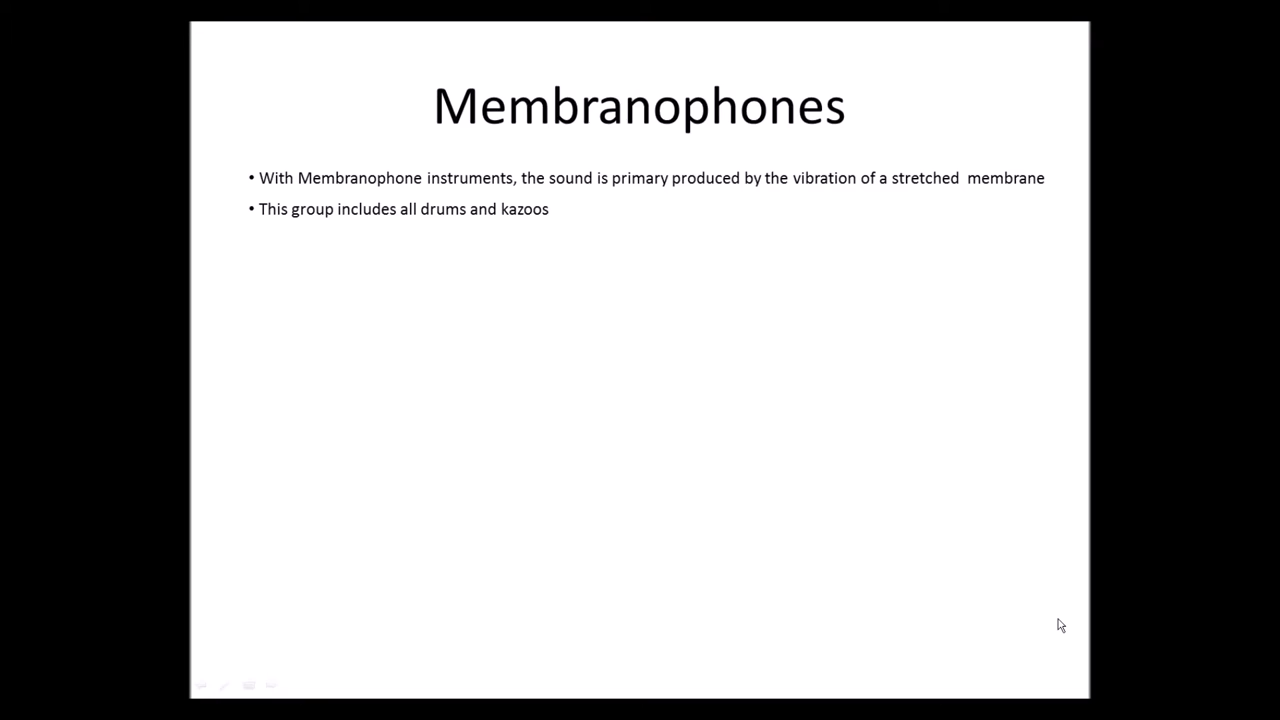 Membranophones
• With Membranophone instruments, the sound is primary produced by the vibration of a stretched  membrane
• This group includes all drums and kazoos